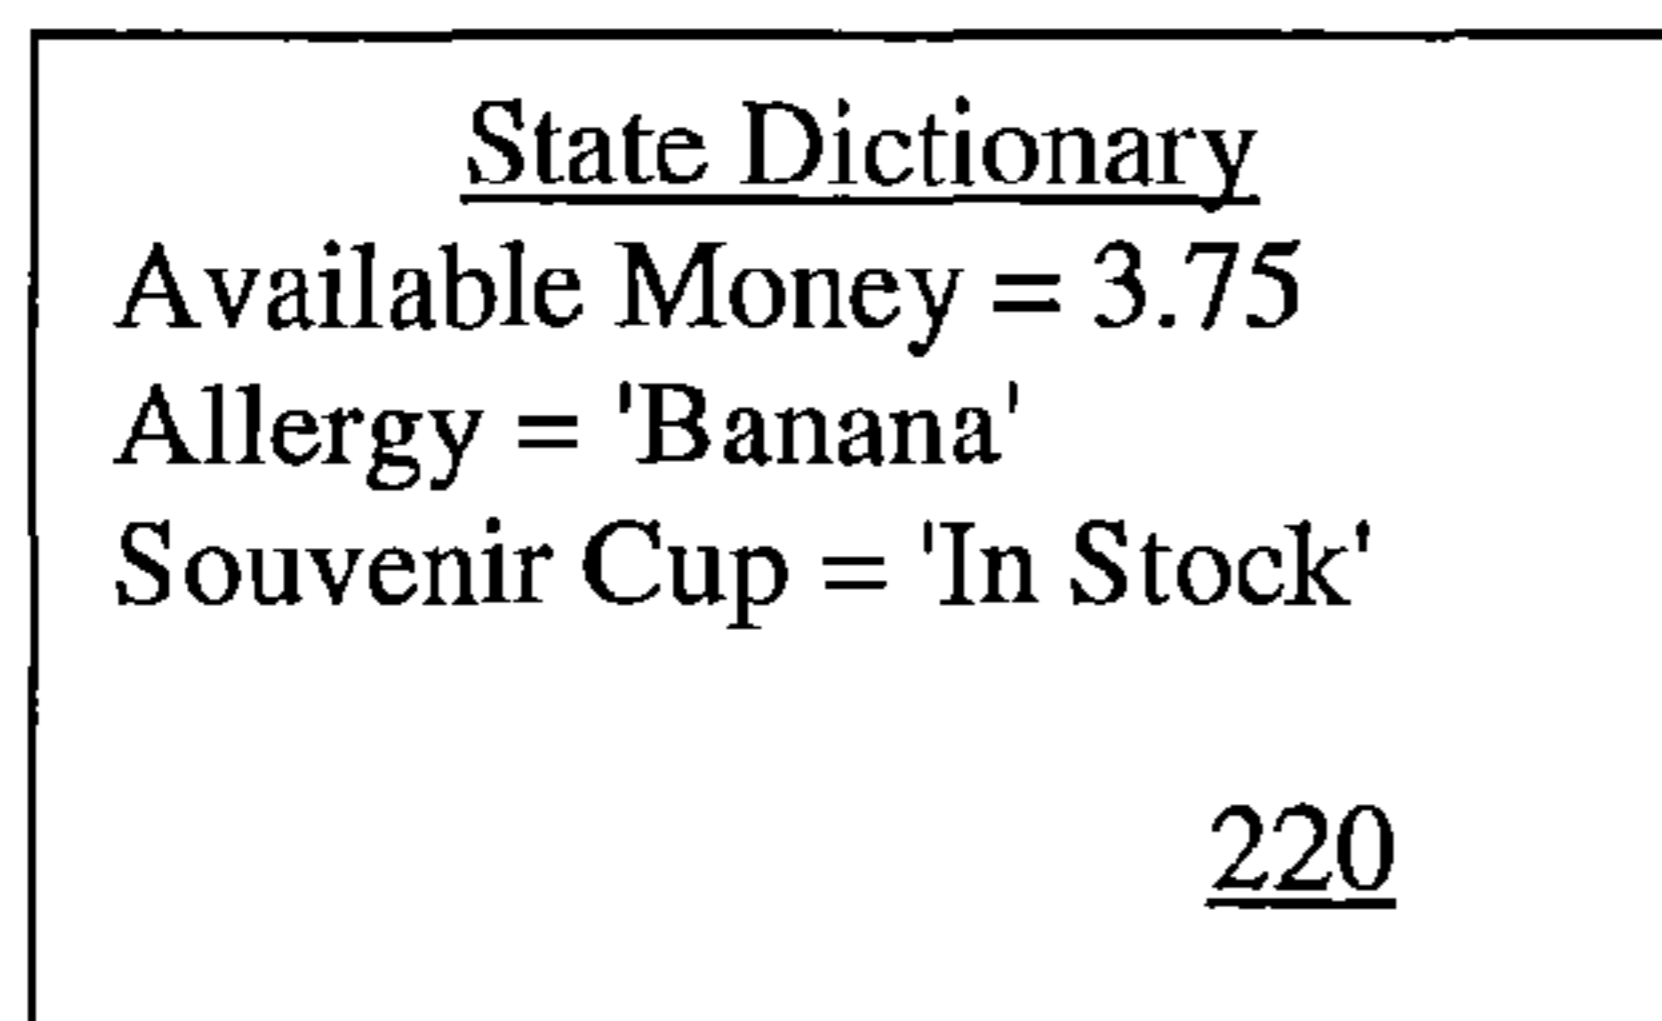 State Dictionary
Available Money = 3.75
Allergy = 'Banana'
Souvenir Cup = 'In Stock'
220